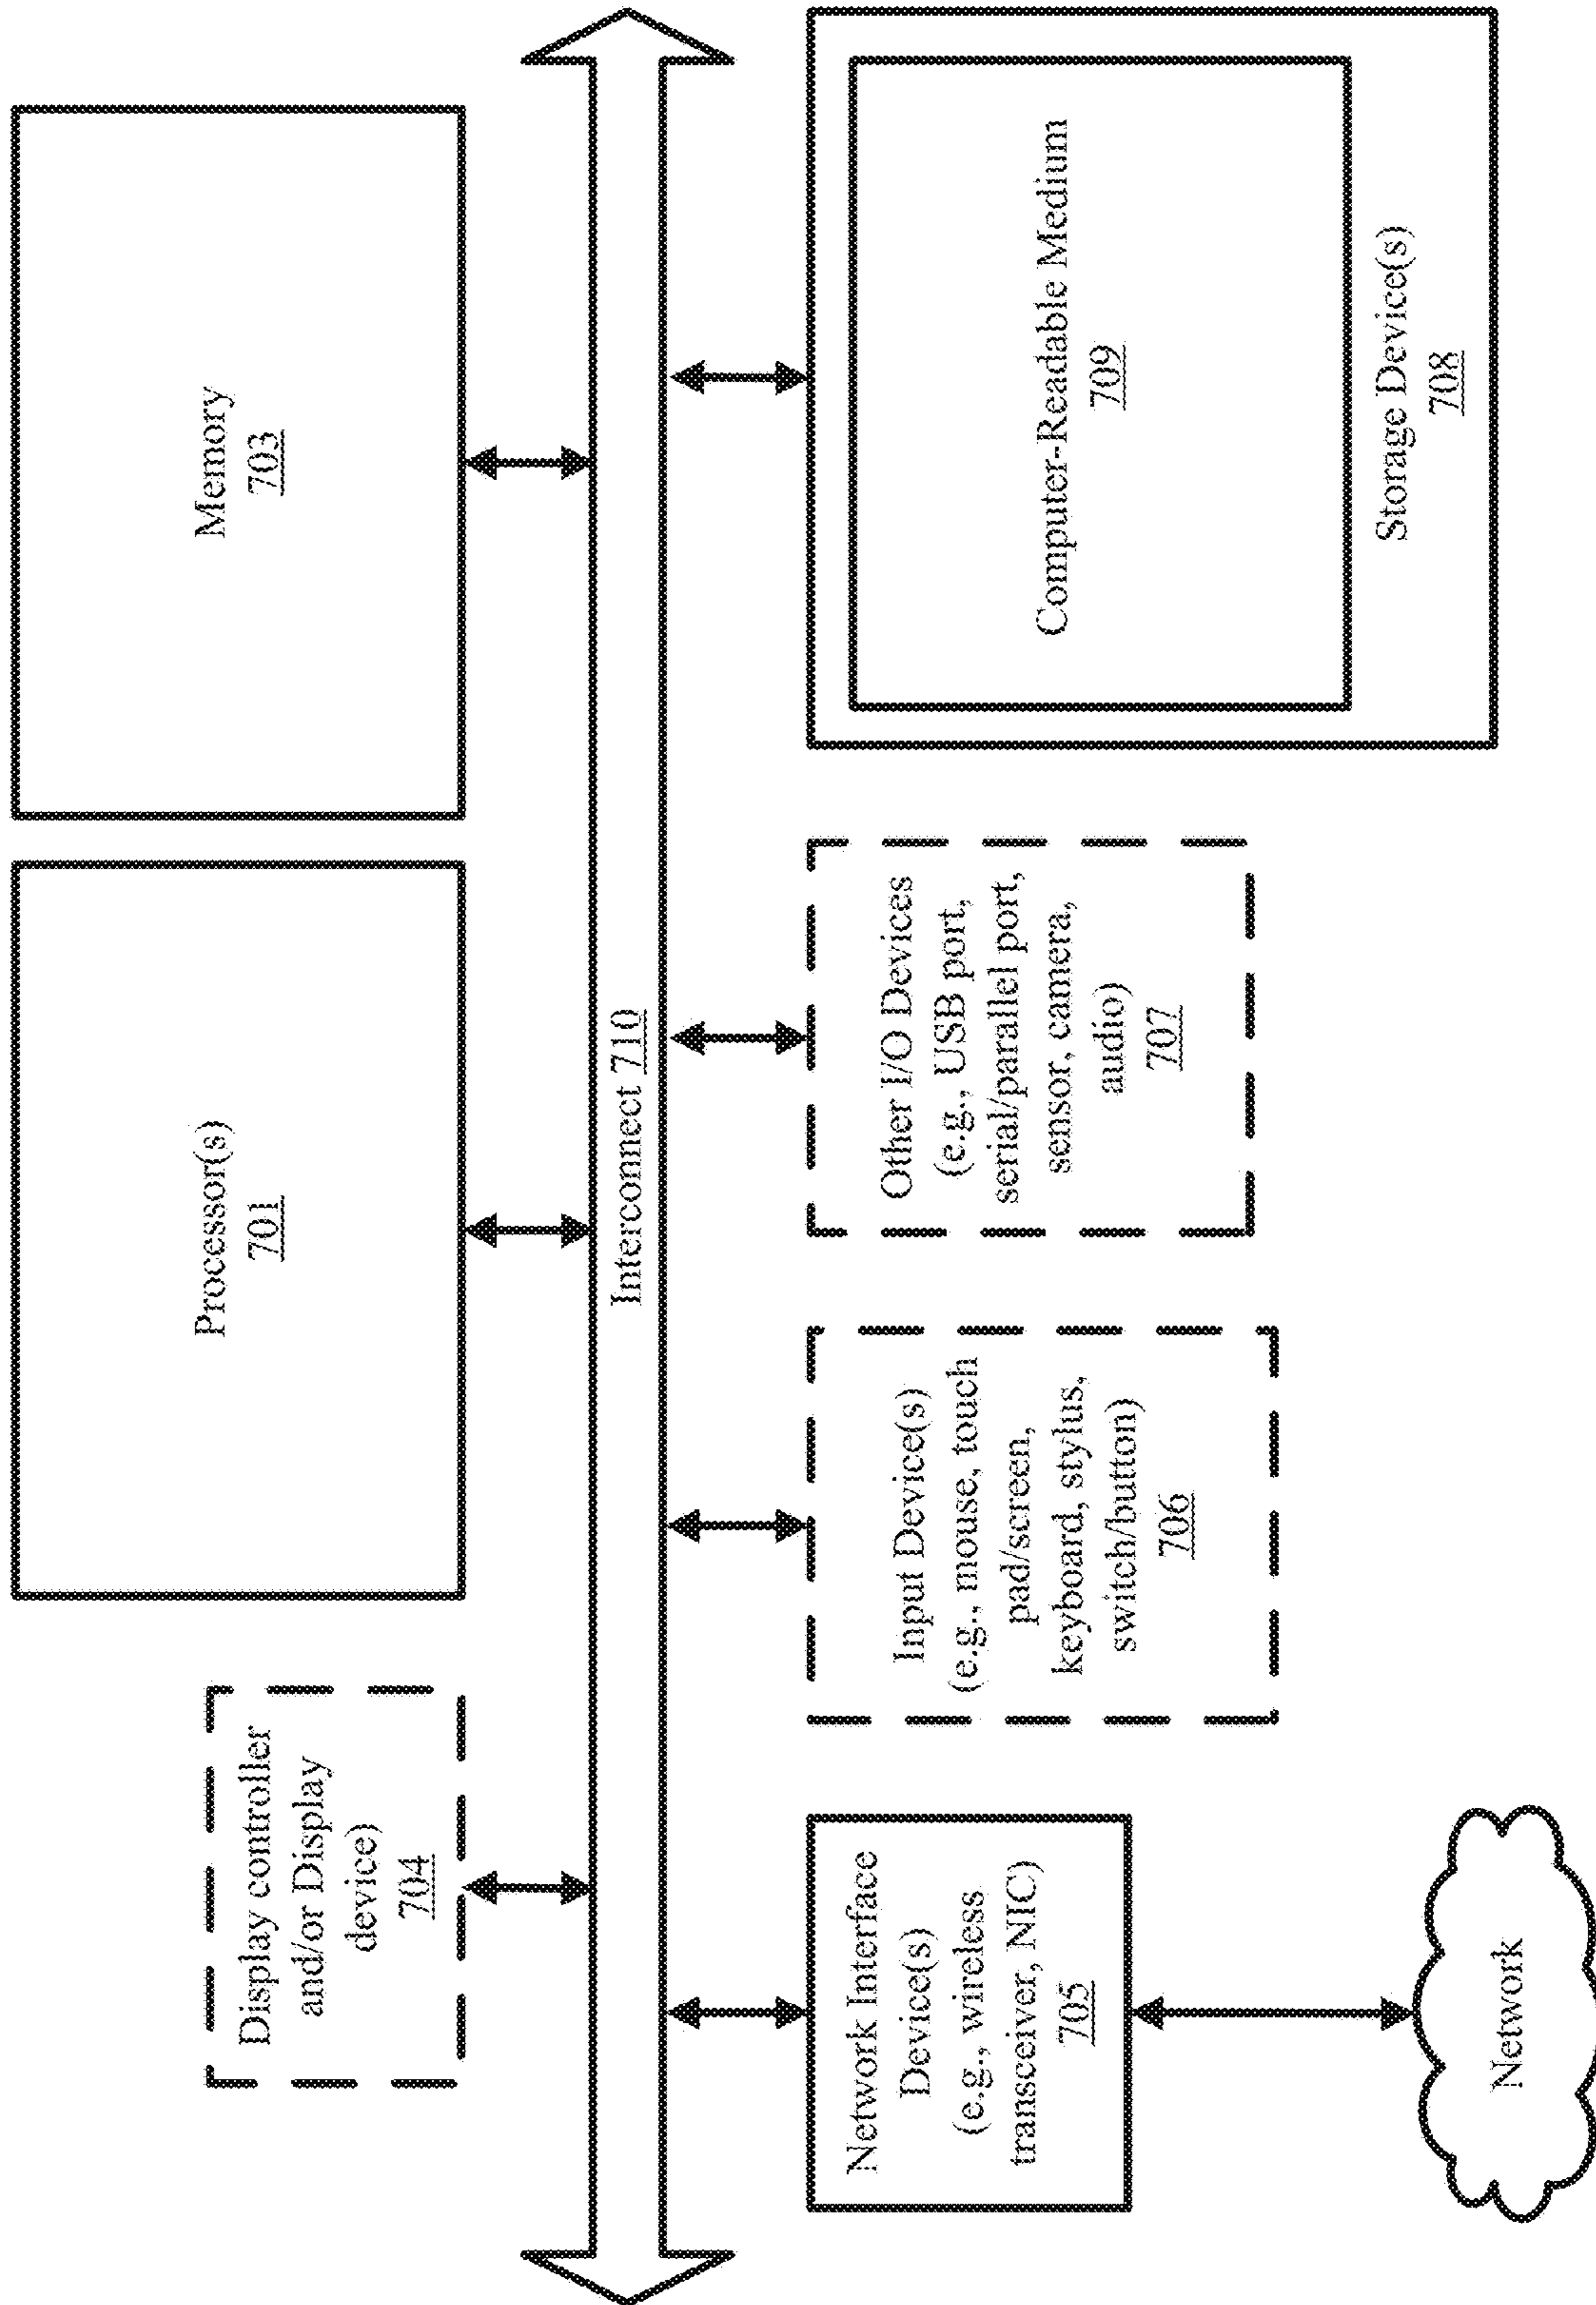 Display controller
and/or Display
device)
704
Processor(s)
701
Memory
703
Interconnect 710
Network Interface
Device(s)
(e.g., wireless
transceiver, NIC)
705
Input Device(s)
(e.g., mouse, touch
pad/screen,
keyboard, stylus,
switch/button)
706
Other I/O Devices
(e.g., USB port,
serial/parallel port,
sensor, camera,
audio)
707
Computer-Readable Medium
709
Storage Device(s)
708
Network